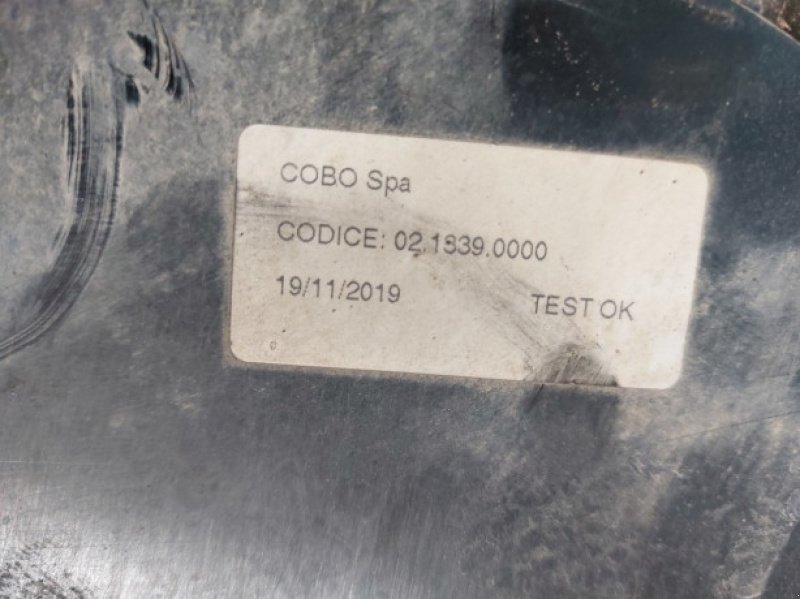 COBO Spa
CODICE: 02.1839.0000
19/11/2019 TEST OK